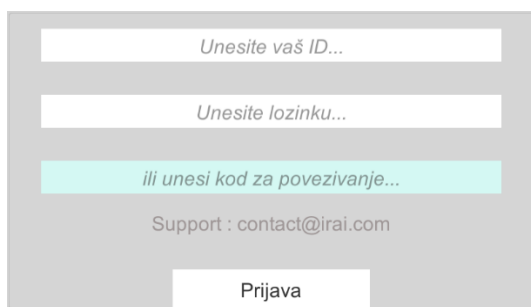 Unesite vaš ID...
Unesite lozinku...
ili unesi kod za povezivanje...
Support : contact@irai.com
Prijava